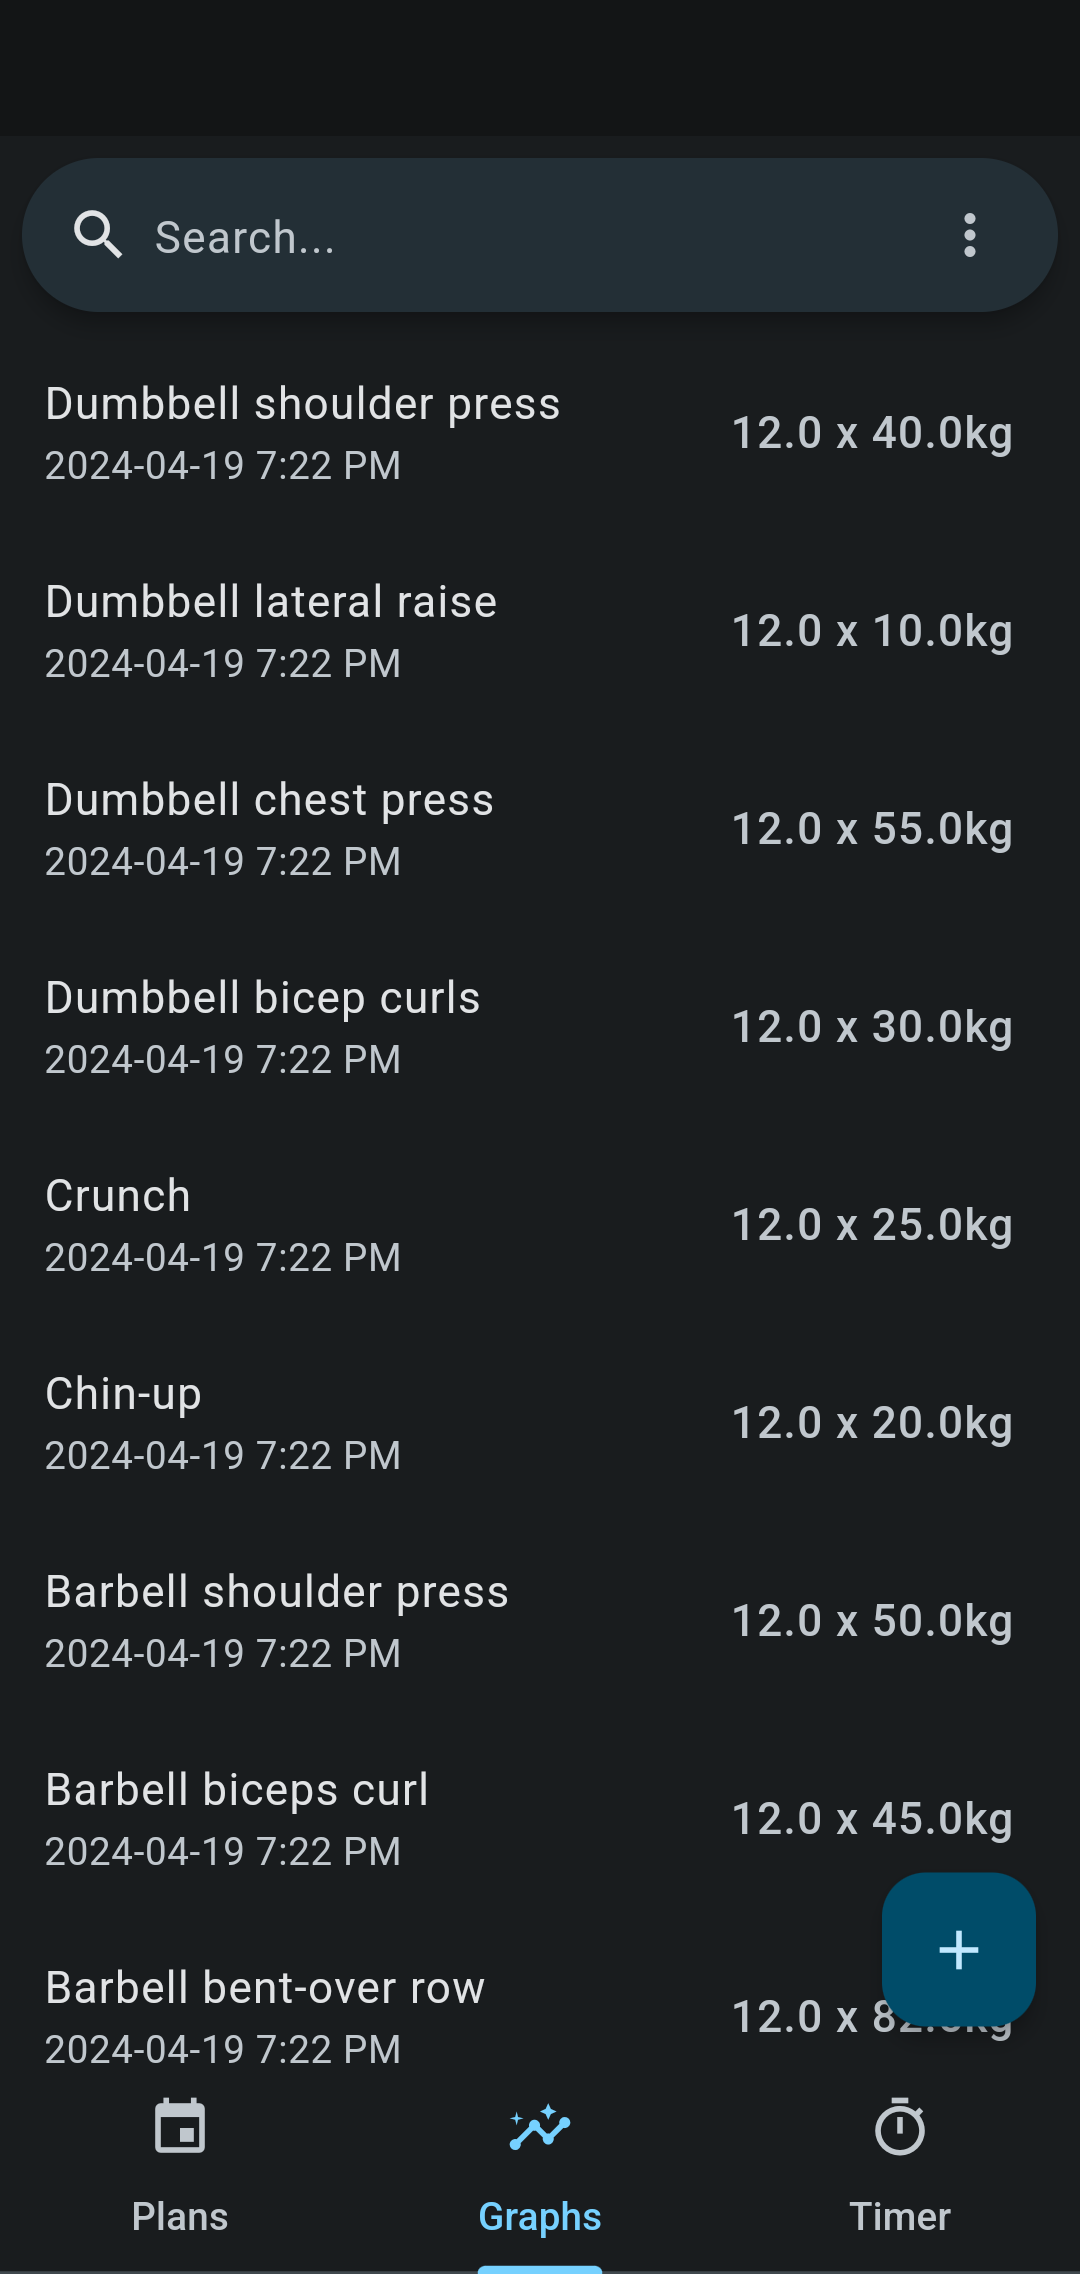 Search...
Dumbbell shoulder press
2024-04-19 7:22 PM
12.0 x 40.0kg
Dumbbell lateral raise
2024-04-19 7:22 PM
12.0 x 10.0kg
Dumbbell chest press
2024-04-19 7:22 PM
12.0 x 55.0kg
Dumbbell bicep curls
2024-04-19 7:22 PM
12.0 x 30.0kg
Crunch
2024-04-19 7:22 PM
12.0 x 25.0kg
Chin-up
2024-04-19 7:22 PM
12.0 x 20.0kg
Barbell shoulder press
2024-04-19 7:22 PM
12.0 x 50.0kg
Barbell biceps curl
2024-04-19 7:22 PM
12.0 x 45.0kg
Barbell bent-over row
2024-04-19 7:22 PM
12.0 x
Plans
Graphs
Timer